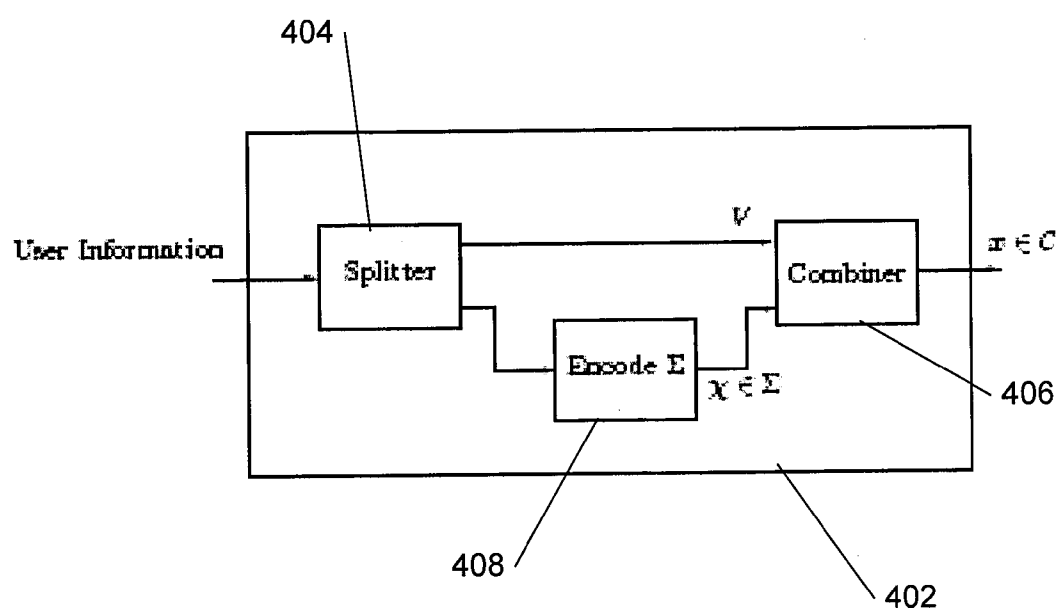 404
User Information
Splitter
V
Combiner
x ∈ C
Encode Σ
χ ∈ Σ
406
408
402